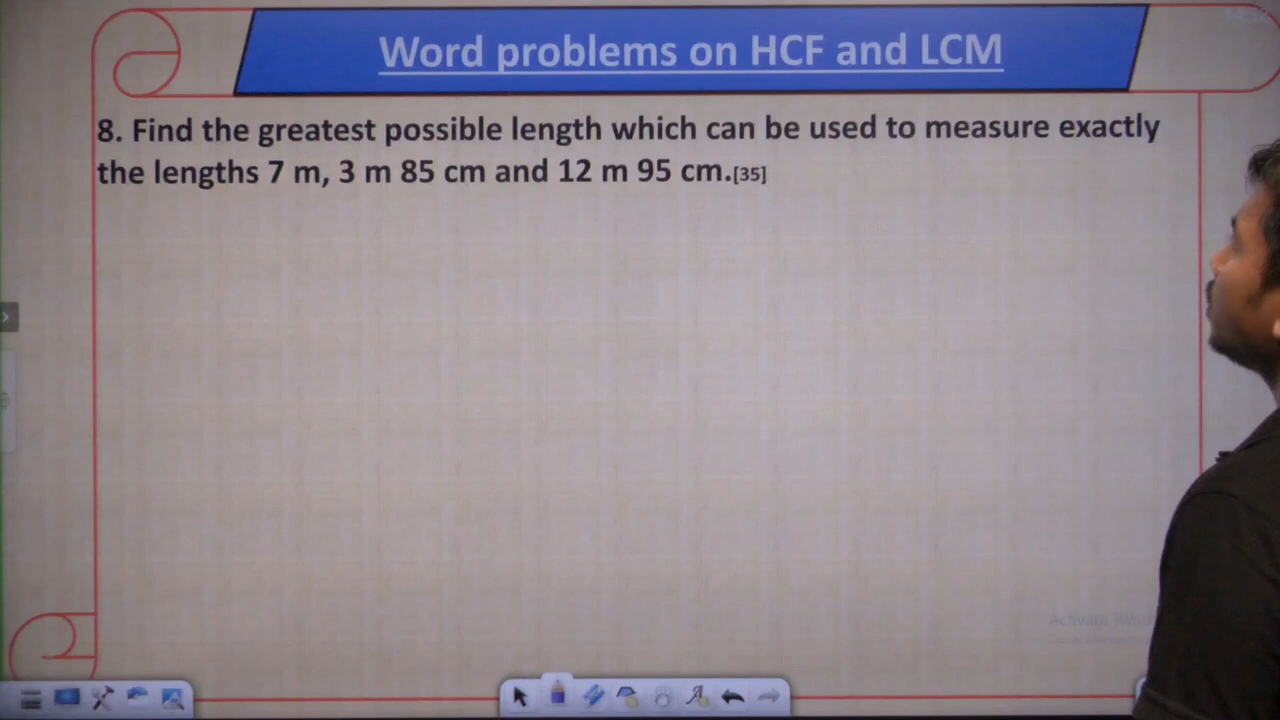 Word problems on HCF and LCM
8. Find the greatest possible length which can be used to measure exactly
the lengths 7 m, 3 m 85 cm and 12 m 95 cm.[35]